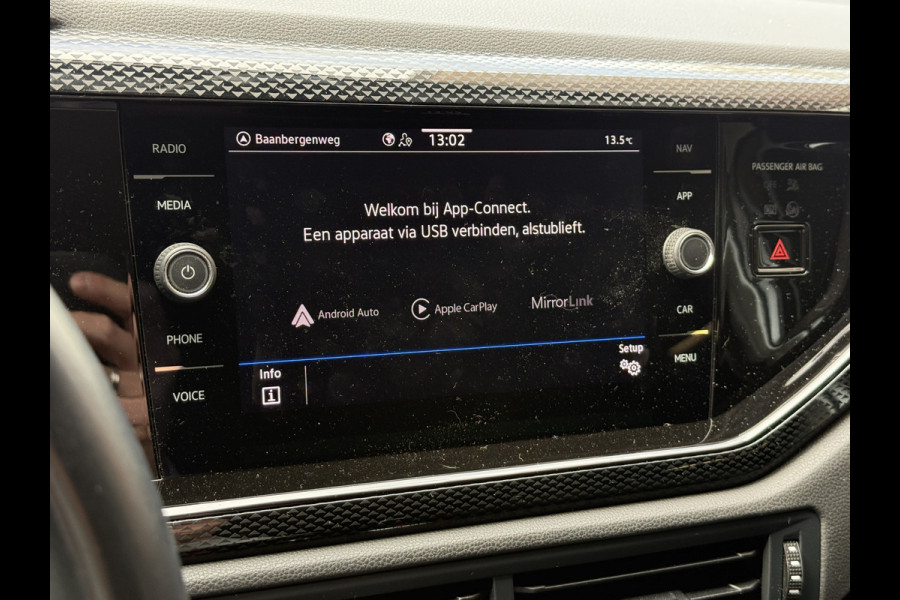 RADIO
MEDIA
PHONE
VOICE
Baanbergenweg 13:02 13.5°C
Welkom bij App-Connect.
Een apparaat via USB verbinden, alstublieft.
Android Auto Apple CarPlay MirrorLink
Info
Setup
NAV
APP
CAR
MENU
PASSENGER AIR BAG